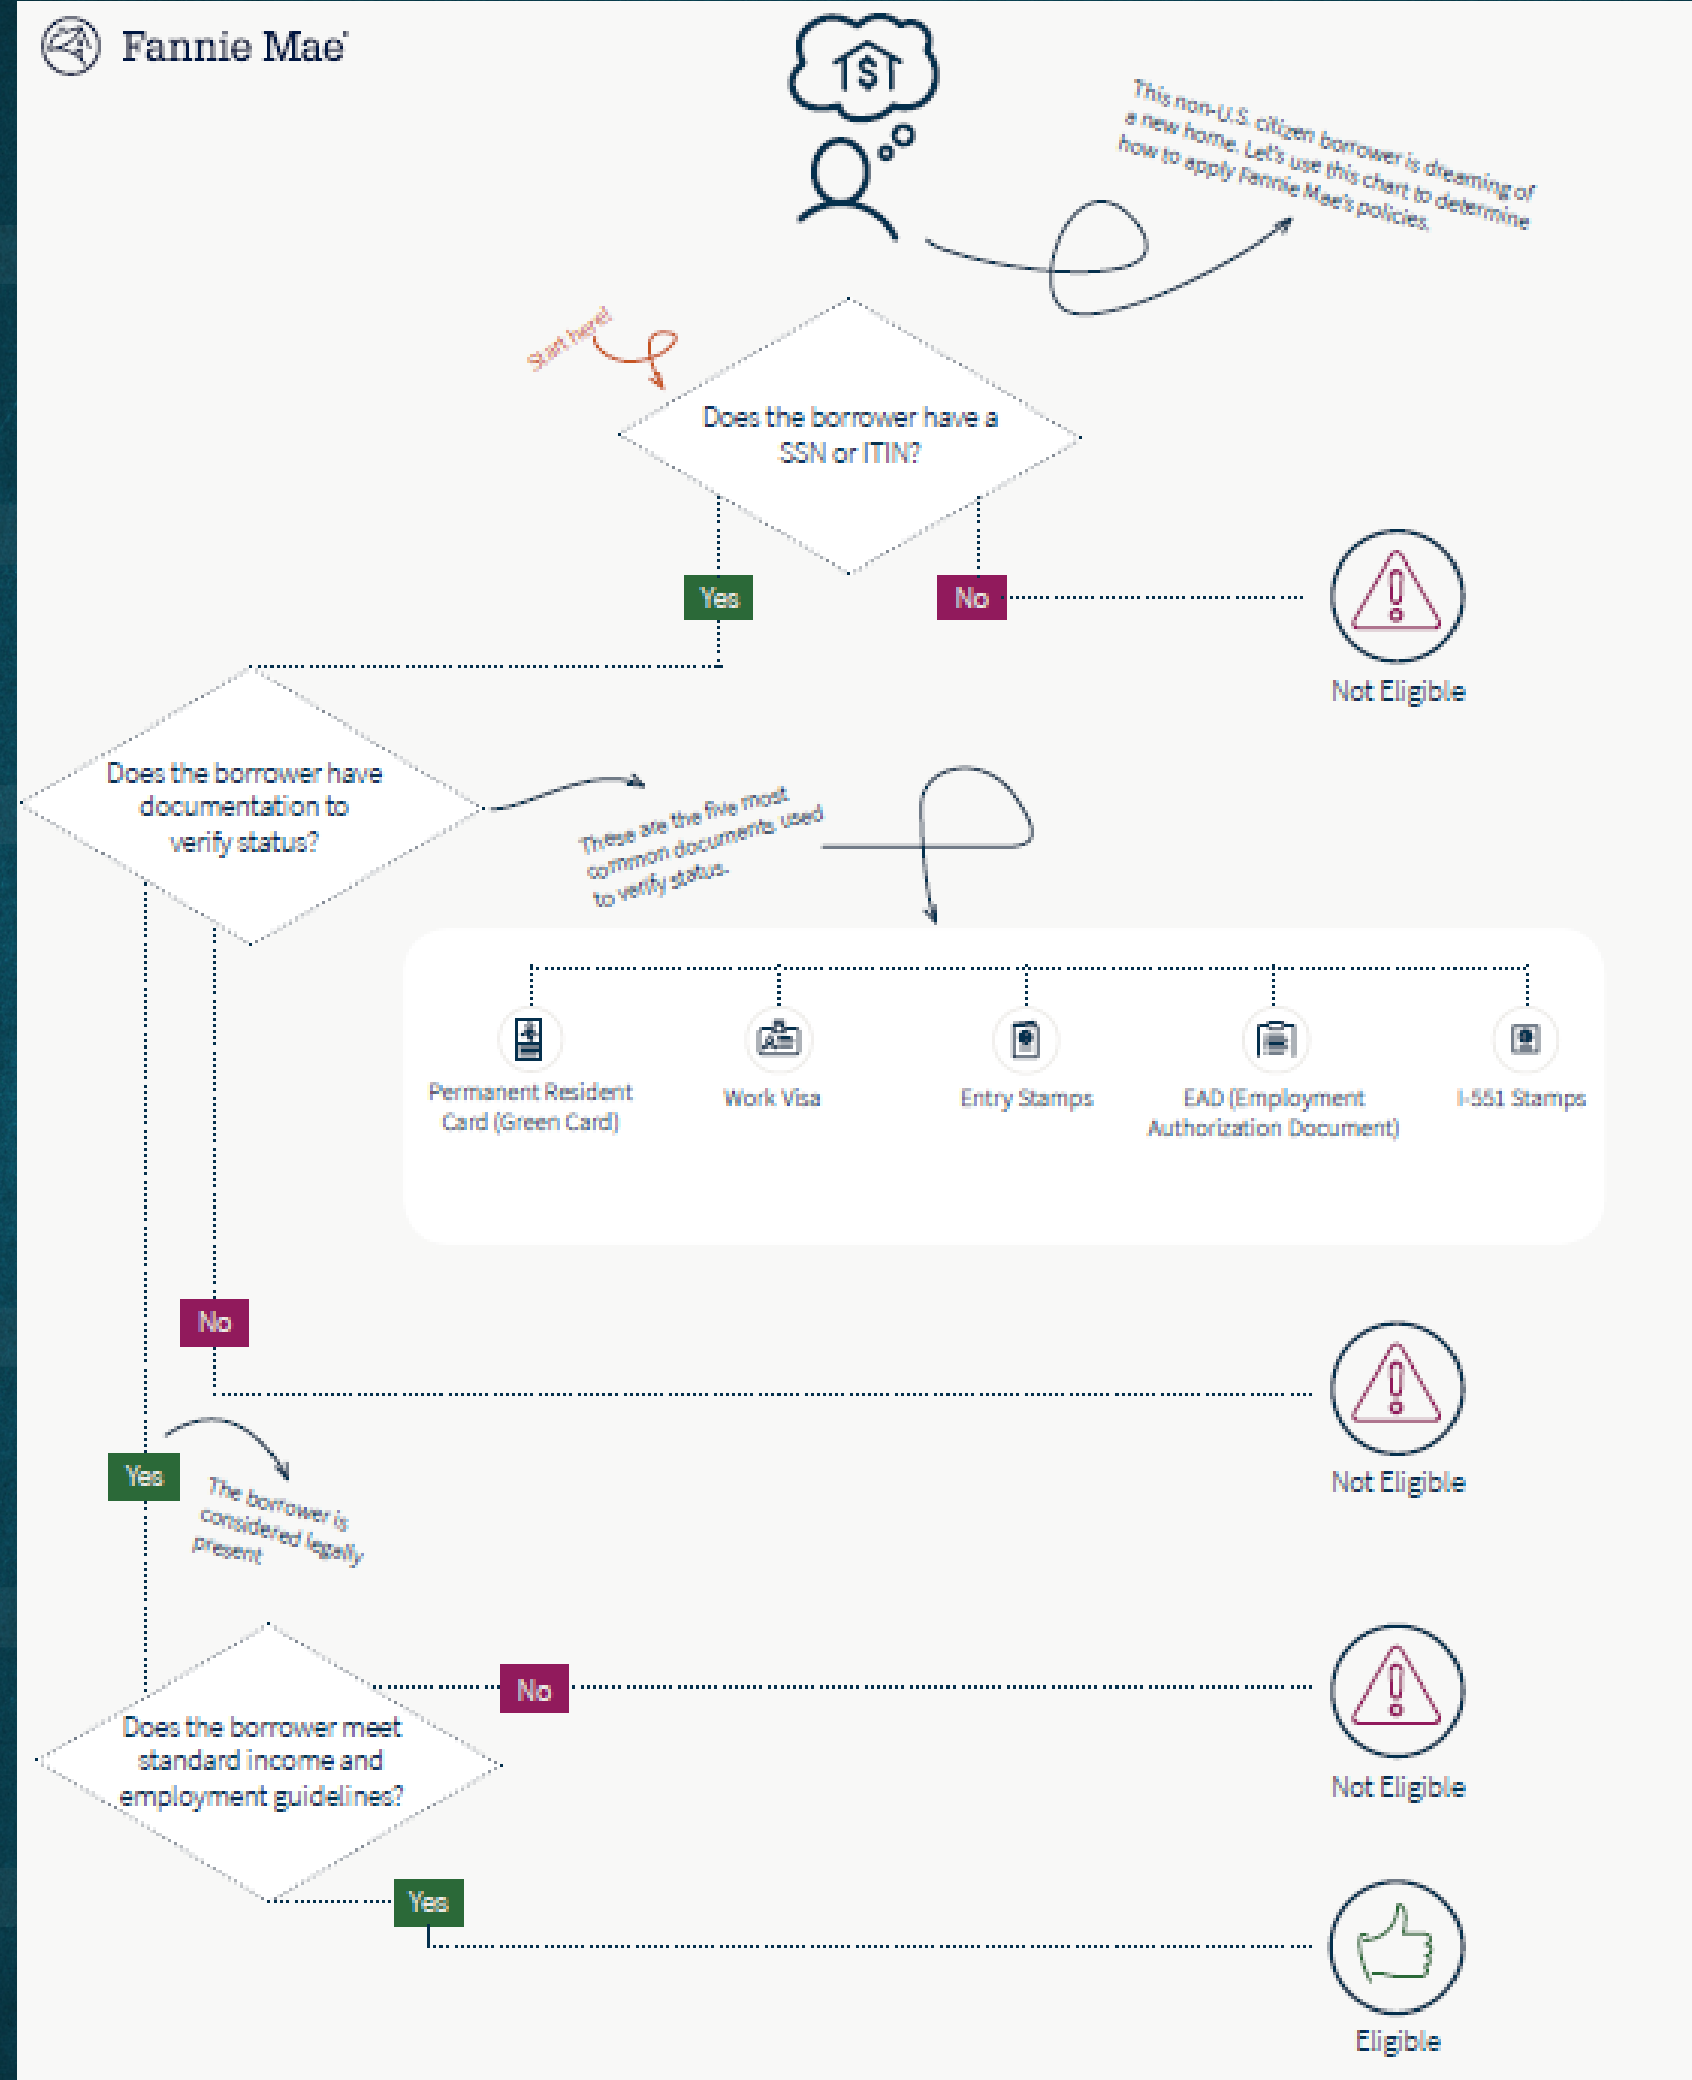 Fannie Mae®
This non-U.S. citizen borrower is dreaming of
a new home. Let's use this chart to determine
how to apply Fannie Mae's policies.
Start here!
Does the borrower have a
SSN or ITIN?
Yes
No
Not Eligible
Does the borrower have
documentation to
verify status?
These are the five most
common documents used
to verify status.
Permanent Resident
Card (Green Card)
Work Visa
Entry Stamps
EAD (Employment
Authorization Document)
I-551 Stamps
No
Not Eligible
Yes
The borrower is
considered legally
present
Does the borrower meet
standard income and
employment guidelines?
No
Not Eligible
Yes
Eligible